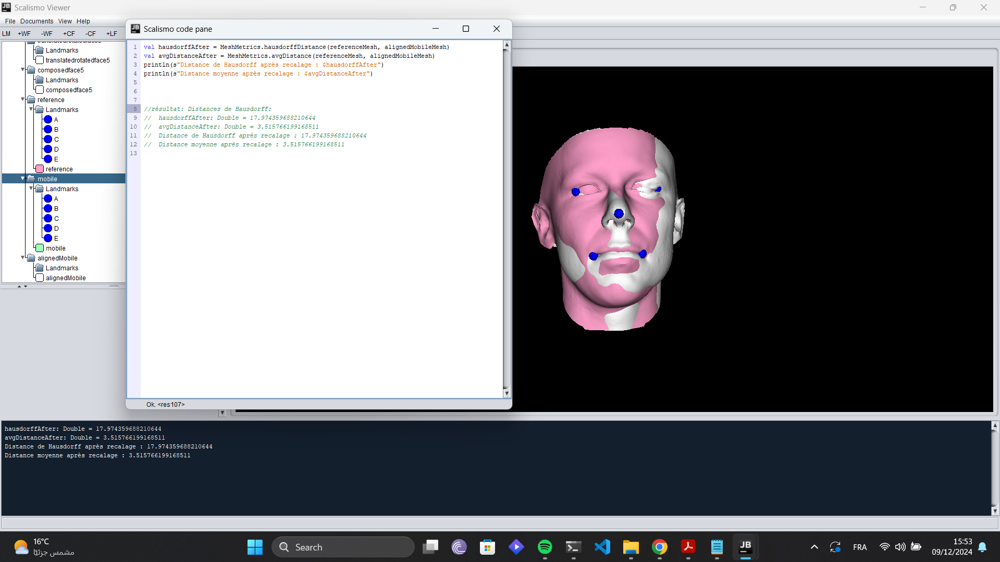 JB Scalismo Viewer
File Documents View Help
LM +WF -WF +CF -CF +LF
translatedrotatedface5
Landmarks
translatedrotatedface5
composedface5
Landmarks
composedface5
reference
Landmarks
A
B
C
D
E
reference
mobile
Landmarks
A
B
C
D
E
mobile
alignedMobile
Landmarks
alignedMobile
JB Scalismo code pane
1 val hausdorffAfter = MeshMetrics.hausdorffDistance(referenceMesh, alignedMobileMesh)
2 val avgDistanceAfter = MeshMetrics.avgDistance(referenceMesh, alignedMobileMesh)
3 println(s"Distance de Hausdorff après recalage : $hausdorffAfter")
4 println(s"Distance moyenne après recalage : $avgDistanceAfter")
5
6
7
8 //résultat: Distances de Hausdorff:
9 // hausdorffAfter: Double = 17.974359688210644
10 // avgDistanceAfter: Double = 3.515766199168511
11 // Distance de Hausdorff après recalage : 17.974359688210644
12 // Distance moyenne après recalage : 3.515766199168511
13
Ok. <res107>
hausdorffAfter: Double = 17.974359688210644
avgDistanceAfter: Double = 3.515766199168511
Distance de Hausdorff après recalage : 17.974359688210644
Distance moyenne après recalage : 3.515766199168511
16°C
مشمس جزئيًا
Search
JB
FRA
15:53
09/12/2024